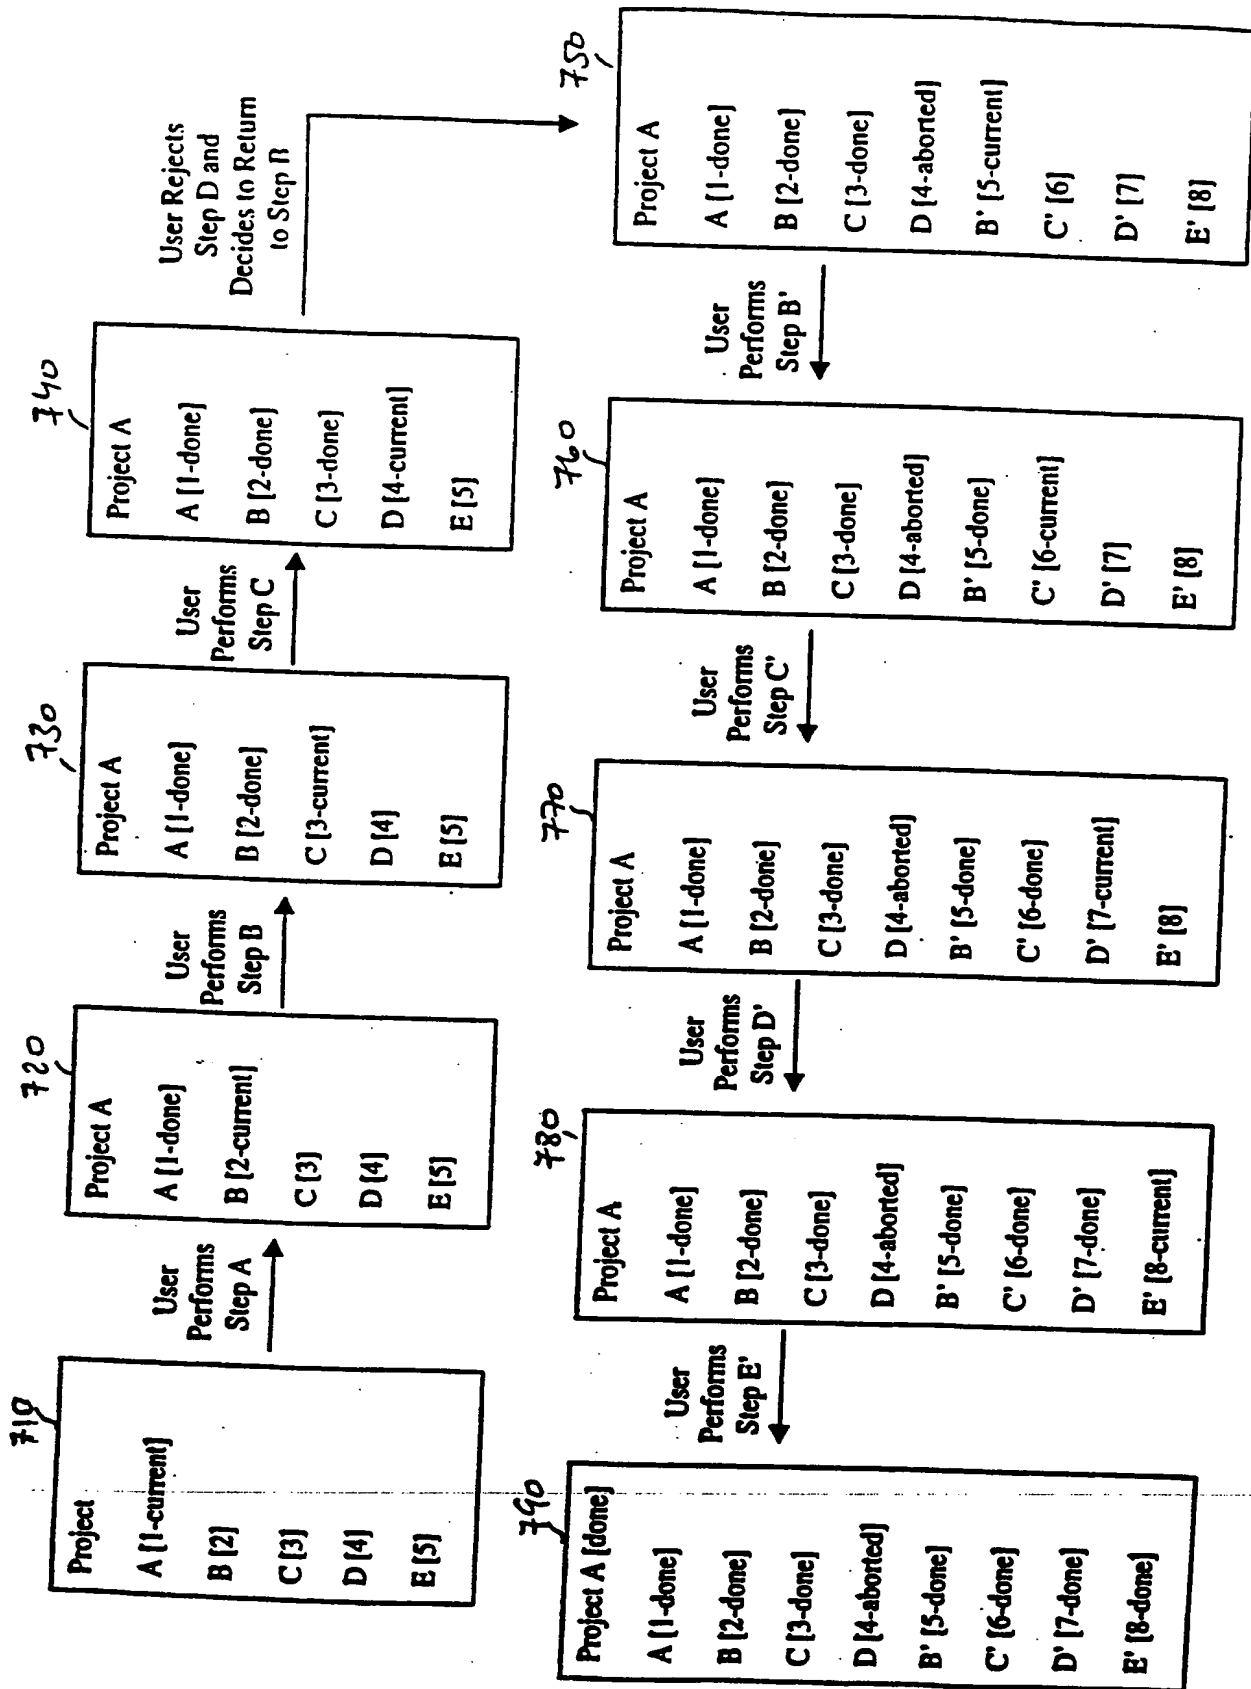 710
Project
A [1-current]
B [2]
C [3]
D [4]
E [5]
User
Performs
Step A
720
Project A
A [1-done]
B [2-current]
C [3]
D [4]
E [5]
User
Performs
Step B
730
Project A
A [1-done]
B [2-done]
C [3-current]
D [4]
E [5]
User
Performs
Step C
740
Project A
A [1-done]
B [2-done]
C [3-done]
D [4-current]
E [5]
User Rejects
Step D and
Decides to Return
to Step B
750
Project A
A [1-done]
B [2-done]
C [3-done]
D [4-aborted]
B' [5-current]
C' [6]
D' [7]
E' [8]
User
Performs
Step B'
760
Project A
A [1-done]
B [2-done]
C [3-done]
D [4-aborted]
B' [5-done]
C' [6-current]
D' [7]
E' [8]
User
Performs
Step C'
770
Project A
A [1-done]
B [2-done]
C [3-done]
D [4-aborted]
B' [5-done]
C' [6-done]
D' [7-current]
E' [8]
User
Performs
Step D'
780
Project A
A [1-done]
B [2-done]
C [3-done]
D [4-aborted]
B' [5-done]
C' [6-done]
D' [7-done]
E' [8-current]
User
Performs
Step E'
790
Project A [done]
A [1-done]
B [2-done]
C [3-done]
D [4-aborted]
B' [5-done]
C' [6-done]
D' [7-done]
E' [8-done]